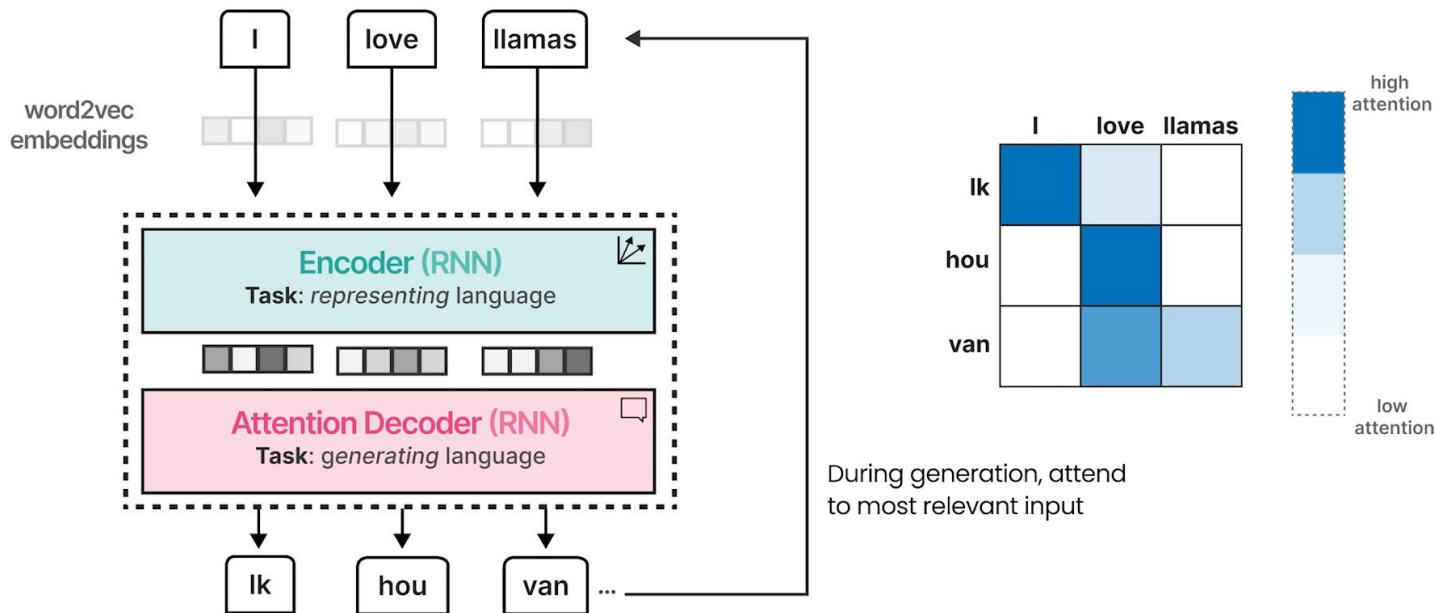 I love llamas
word2vec
embeddings
Encoder (RNN)
Task: representing language
Attention Decoder (RNN)
Task: generating language
Ik hou van ...
During generation, attend
to most relevant input
I love llamas
Ik
hou
van
high
attention
low
attention